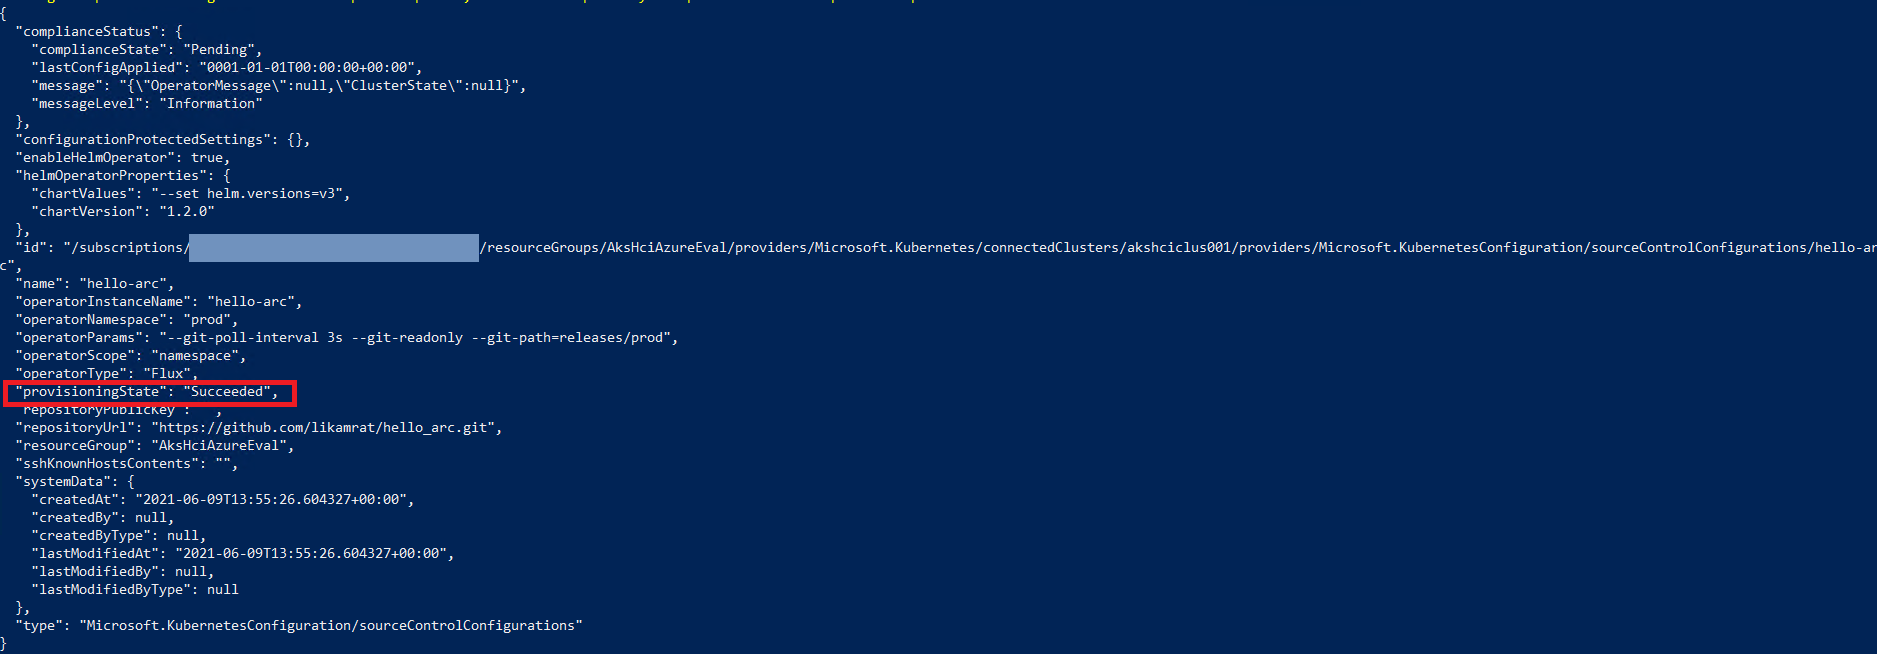 {
  "complianceStatus": {
    "complianceState": "Pending",
    "lastConfigApplied": "0001-01-01T00:00:00+00:00",
    "message": "{\"OperatorMessage\":null,\"ClusterState\":null}",
    "messageLevel": "Information"
  },
  "configurationProtectedSettings": {},
  "enableHelmOperator": true,
  "helmOperatorProperties": {
    "chartValues": "--set helm.versions=v3",
    "chartVersion": "1.2.0"
  },
  "id": "/subscriptions/ /resourceGroups/AksHciAzureEval/providers/Microsoft.Kubernetes/connectedClusters/akshciclus001/providers/Microsoft.KubernetesConfiguration/sourceControlConfigurations/hello-ar
c",
  "name": "hello-arc",
  "operatorInstanceName": "hello-arc",
  "operatorNamespace": "prod",
  "operatorParams": "--git-poll-interval 3s --git-readonly --git-path=releases/prod",
  "operatorScope": "namespace",
  "operatorType": "Flux",
  "provisioningState": "Succeeded",
  "repositoryPublicKey": "",
  "repositoryUrl": "https://github.com/likamrat/hello_arc.git",
  "resourceGroup": "AksHciAzureEval",
  "sshKnownHostsContents": "",
  "systemData": {
    "createdAt": "2021-06-09T13:55:26.604327+00:00",
    "createdBy": null,
    "createdByType": null,
    "lastModifiedAt": "2021-06-09T13:55:26.604327+00:00",
    "lastModifiedBy": null,
    "lastModifiedByType": null
  },
  "type": "Microsoft.KubernetesConfiguration/sourceControlConfigurations"
}